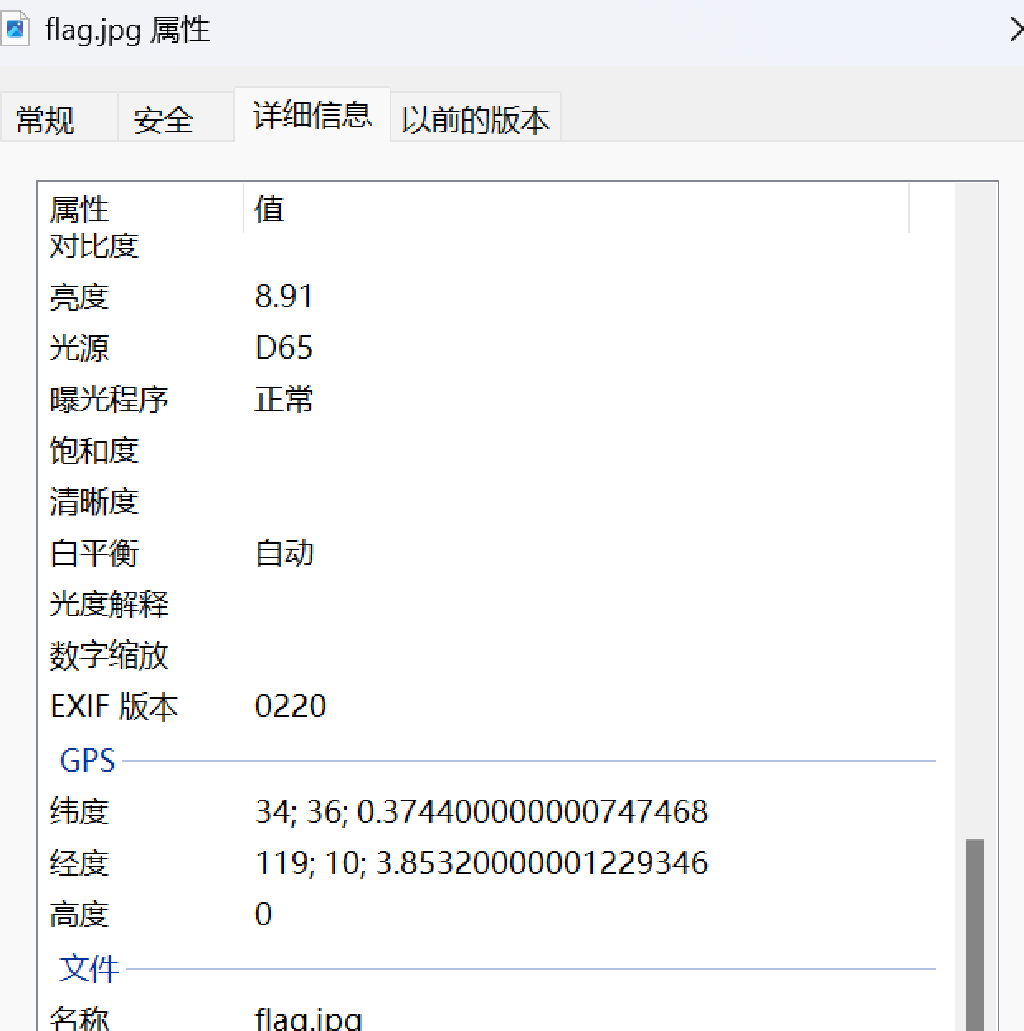 flag.jpg 属性
常规 安全 详细信息 以前的版本
属性 值
对比度
亮度 8.91
光源 D65
曝光程序 正常
饱和度
清晰度
白平衡 自动
光度解释
数字缩放
EXIF 版本 0220
GPS
纬度 34; 36; 0.374400000000747468
经度 119; 10; 3.85320000001229346
高度 0
文件
名称 flag.jpg